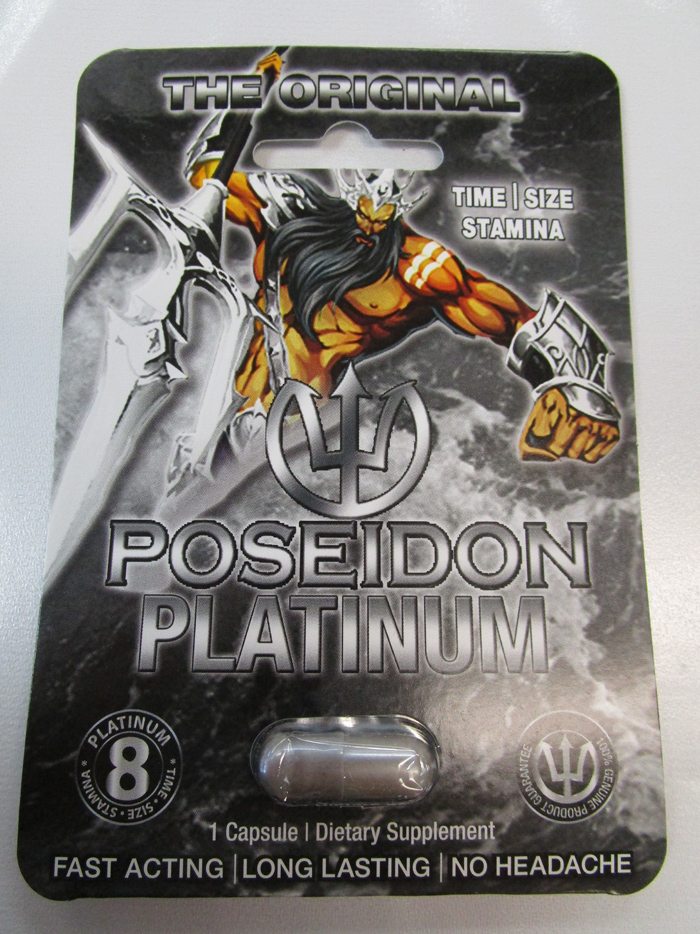 THE ORIGINAL
TIME | SIZE
STAMINA
POSEIDON
PLATINUM
PLATINUM
8
TIME • SIZE • STAMINA
100% GENUINE PRODUCT GUARANTEE
1 Capsule | Dietary Supplement
FAST ACTING | LONG LASTING | NO HEADACHE